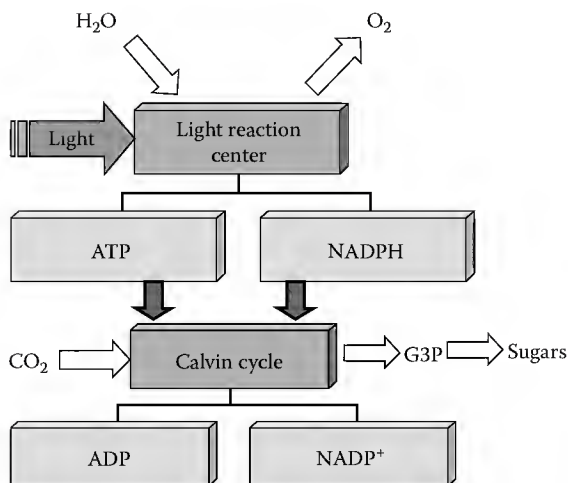 H₂O
O₂
Light
Light reaction
center
ATP
NADPH
CO₂
Calvin cycle
G3P
Sugars
ADP
NADP⁺